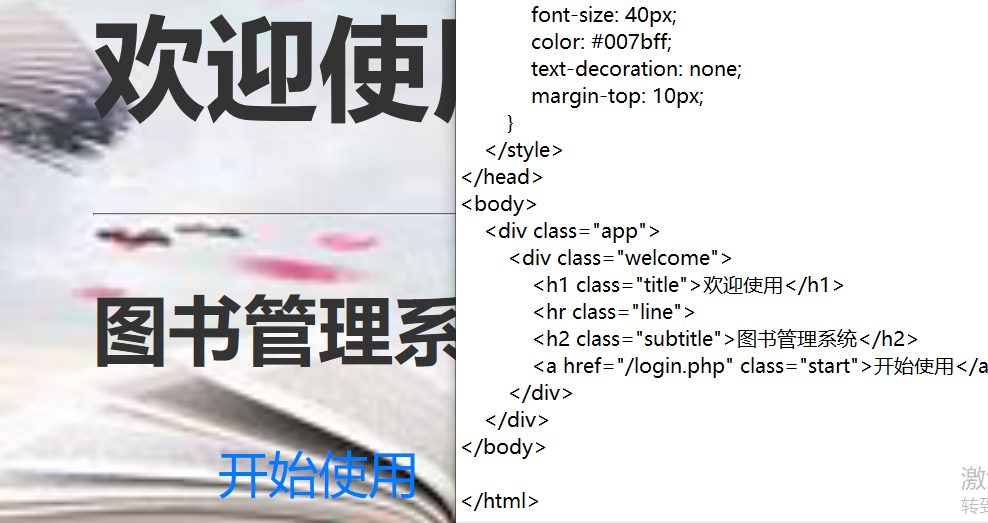 欢迎使
图书管理系
开始使用
font-size: 40px;
color: #007bff;
text-decoration: none;
margin-top: 10px;
}
</style>
</head>
<body>
<div class="app">
<div class="welcome">
<h1 class="title">欢迎使用</h1>
<hr class="line">
<h2 class="subtitle">图书管理系统</h2>
<a href="/login.php" class="start">开始使用</a
</div>
</div>
</body>
</html>
转到